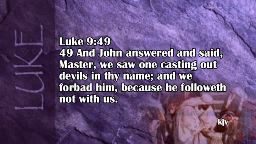 LUKE
Luke 9:49
49 And John answered and said,
Master, we saw one casting out
devils in thy name; and we
forbad him, because he followeth
not with us.
kjv